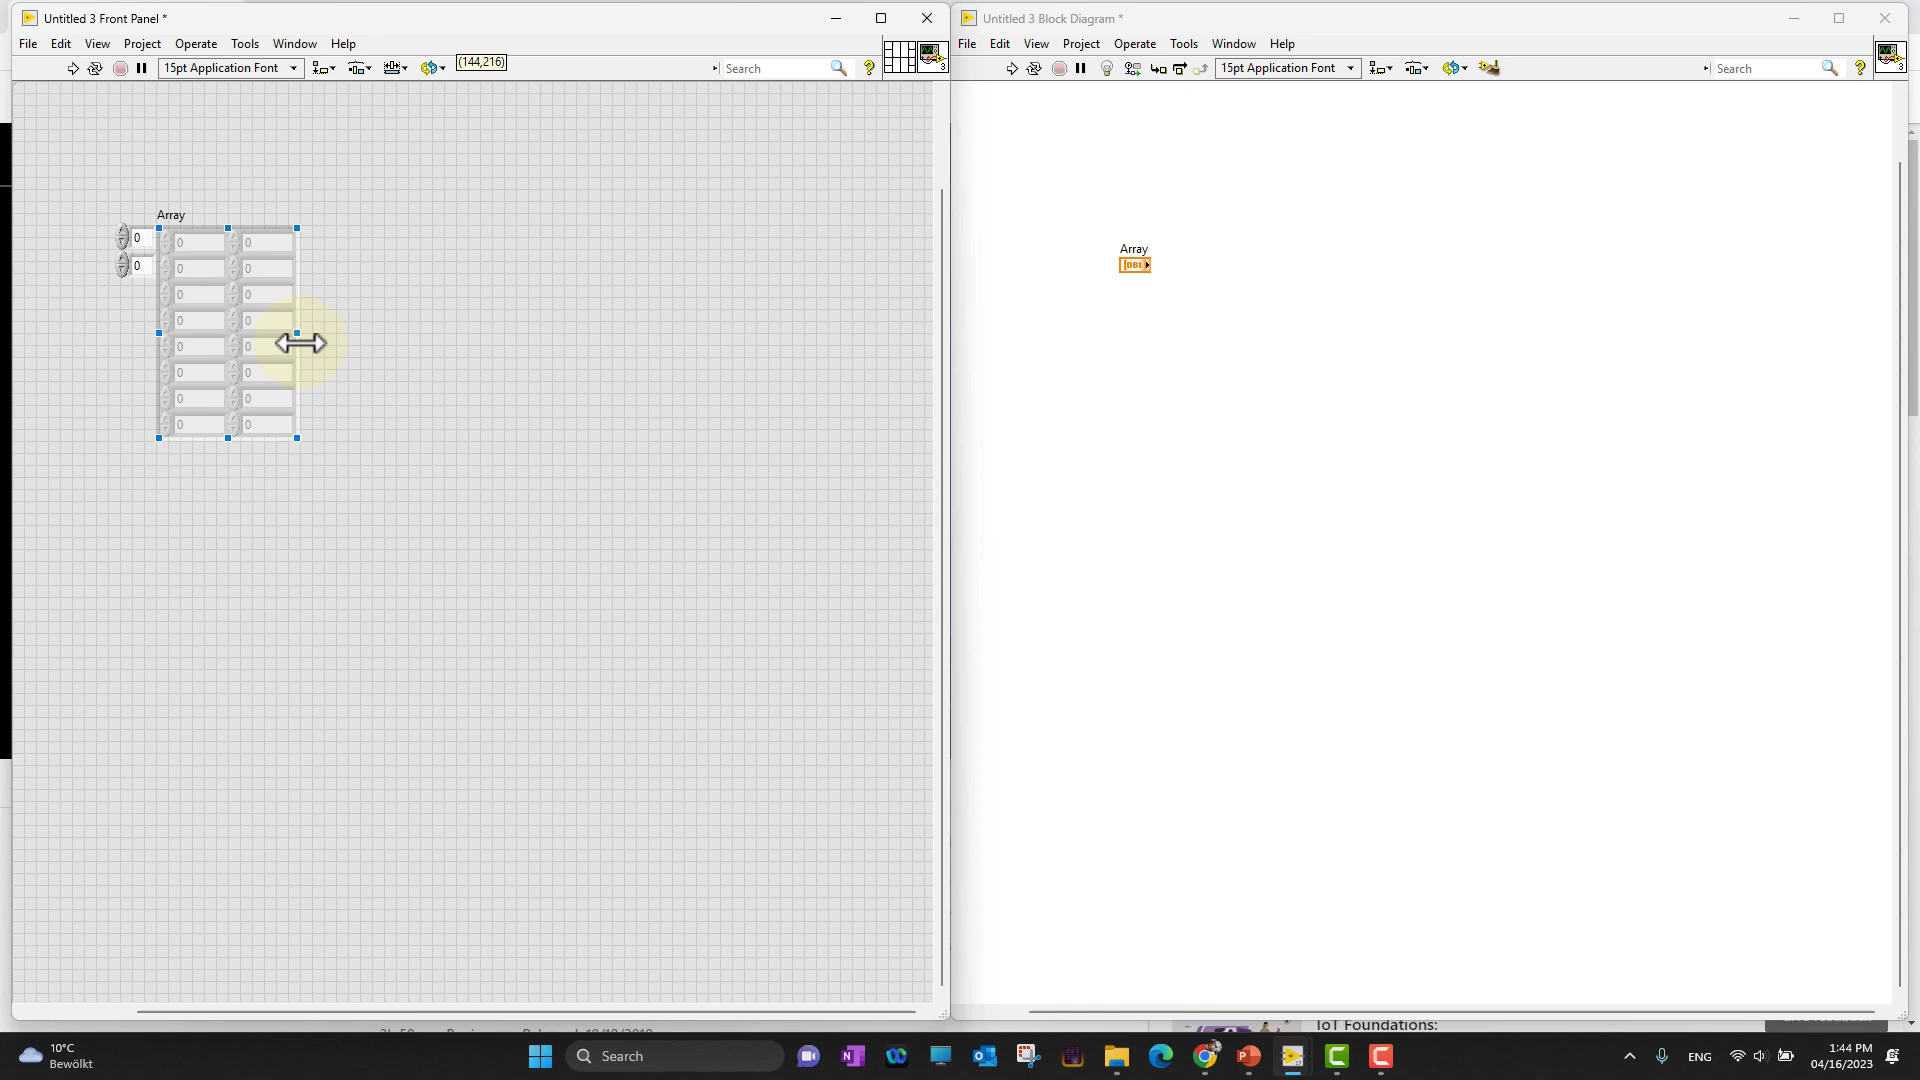 Untitled 3 Front Panel *
File Edit View Project Operate Tools Window Help
15pt Application Font
(144,216)
Search
3
Array
0
0
0 0
0 0
0 0
0 0
0 0
0 0
0 0
0 0
Untitled 3 Block Diagram *
File Edit View Project Operate Tools Window Help
15pt Application Font
Search
3
Array
IoT Foundations:
10°C
Bewölkt
Search
ENG
1:44 PM
04/16/2023